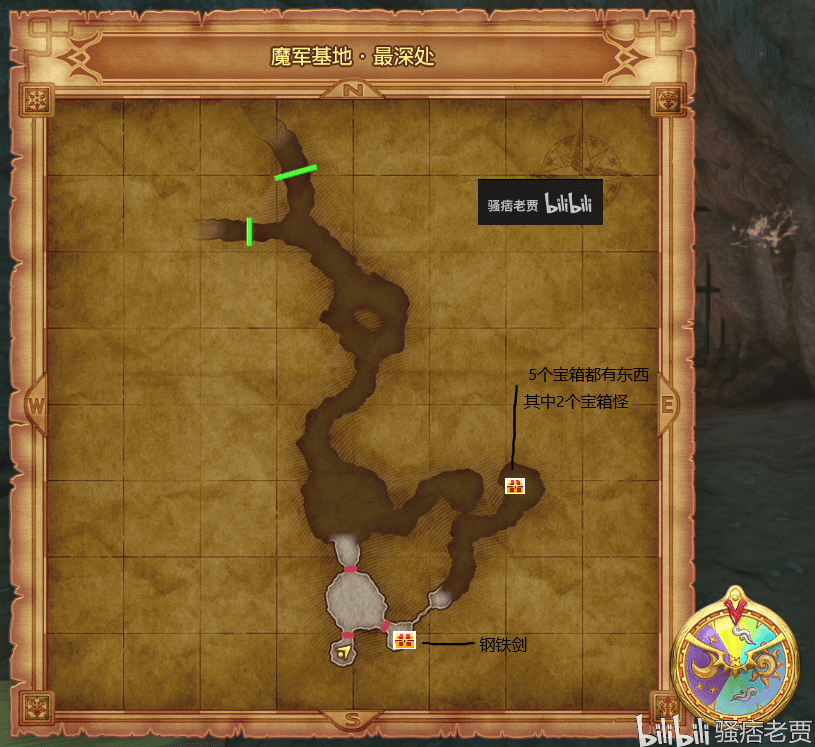 魔军基地·最深处
N
骚痞老贾 bilibili
5个宝箱都有东西
其中2个宝箱怪
W
E
钢铁剑
S
bilibili 骚痞老贾